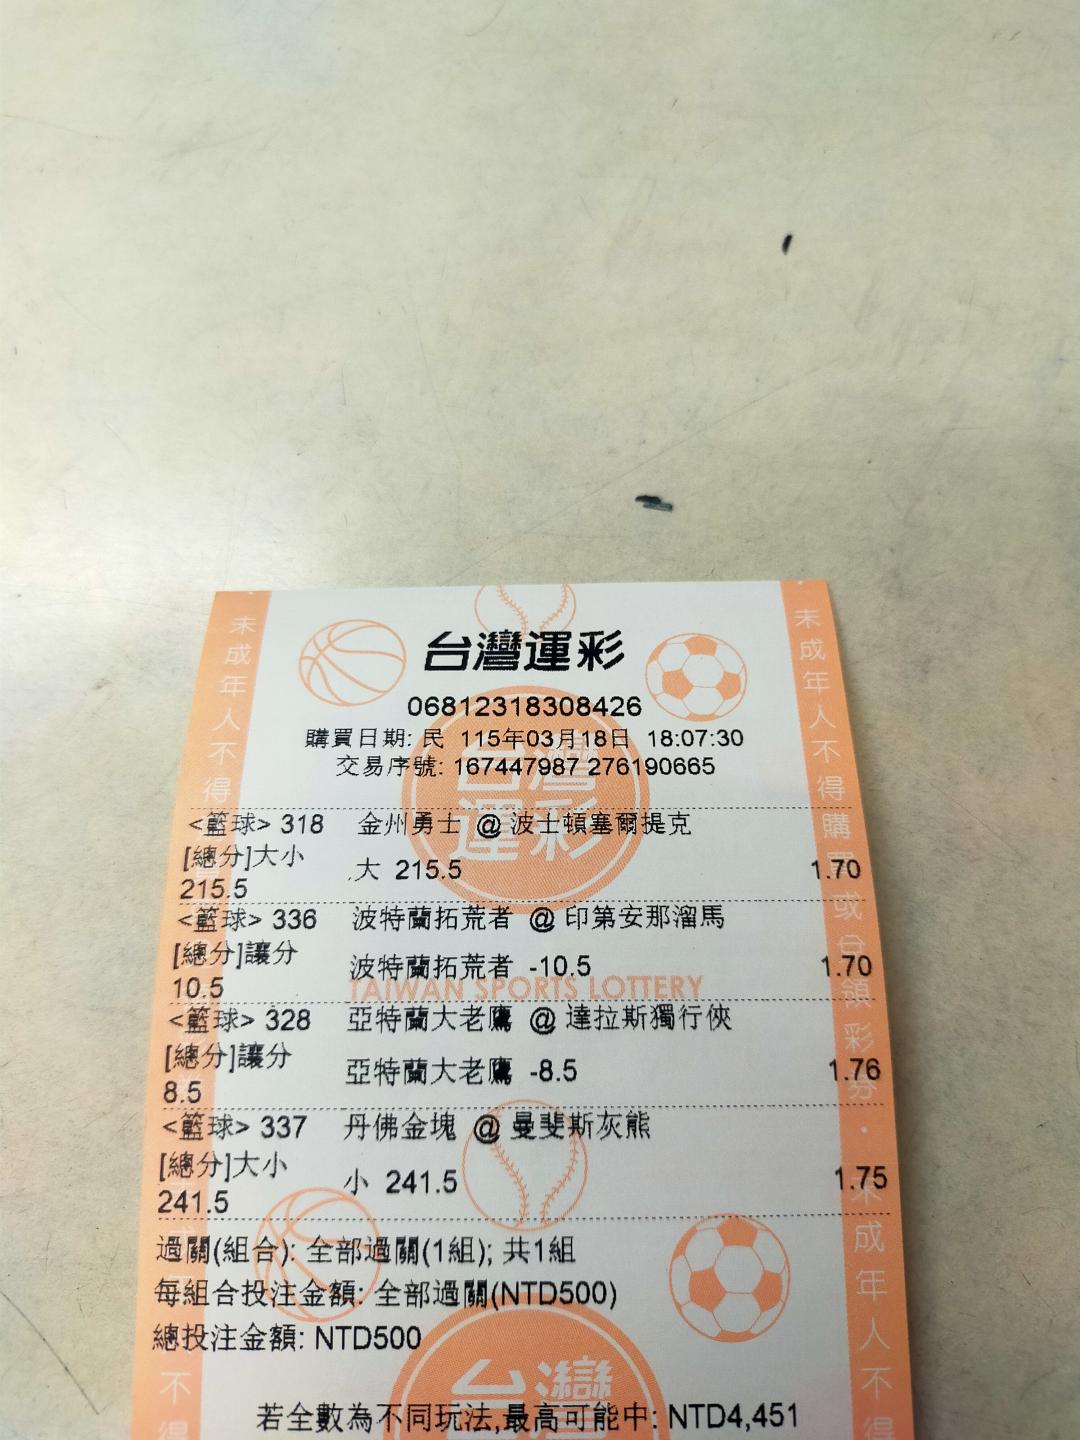 台灣運彩
06812318308426
購買日期: 民 115年03月18日 18:07:30
交易序號: 167447987 276190665
<籃球> 318 金州勇士 @ 波士頓塞爾提克
[總分]大小 215.5 大 215.5 1.70
<籃球> 336 波特蘭拓荒者 @ 印第安那溜馬
[總分]讓分 10.5 波特蘭拓荒者 -10.5 1.70
TAIWAN SPORTS LOTTERY
<籃球> 328 亞特蘭大老鷹 @ 達拉斯獨行俠
[總分]讓分 8.5 亞特蘭大老鷹 -8.5 1.76
<籃球> 337 丹佛金塊 @ 曼斐斯灰熊
[總分]大小 241.5 小 241.5 1.75
過關(組合): 全部過關(1組); 共1組
每組合投注金額: 全部過關(NTD500)
總投注金額: NTD500
若全數為不同玩法,最高可能中: NTD4,451
台灣運彩
台灣
未成年人不得
未成年人不得購買或兌領彩券・未成年人不得